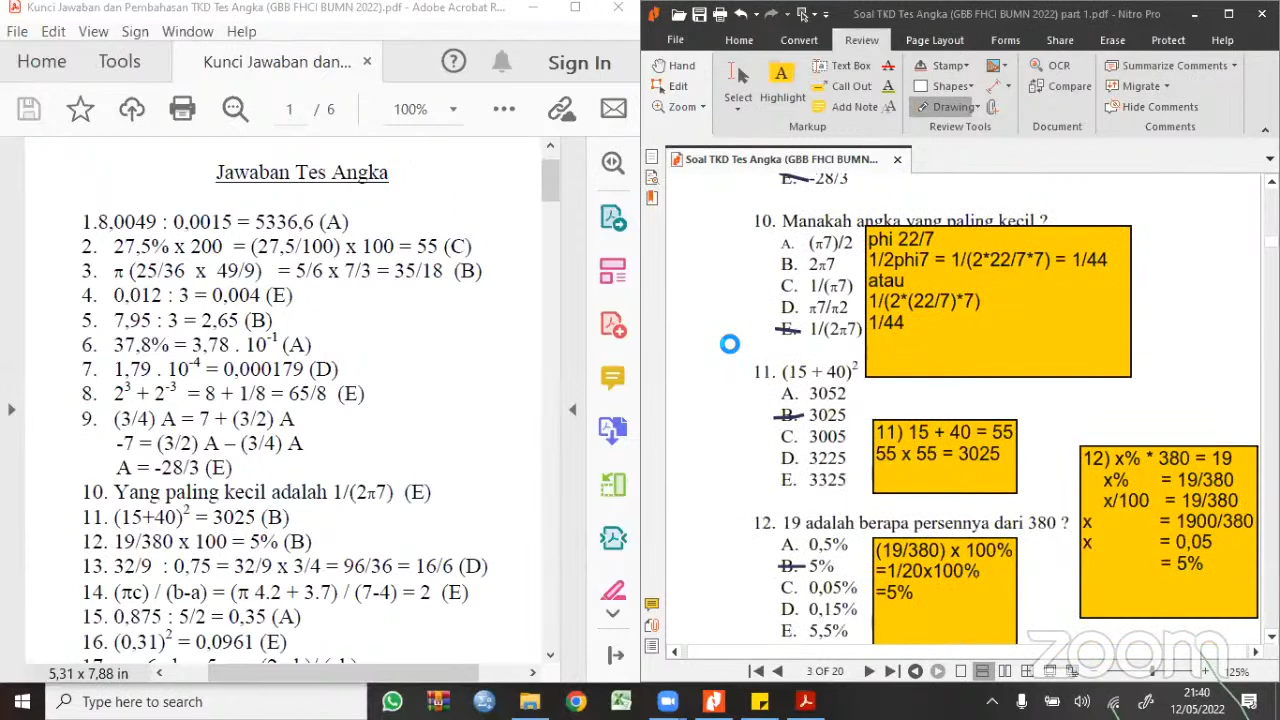 Kunci Jawaban dan Pembahasan TKD Tes Angka (GBB FHCI BUMN 2022).pdf - Adobe Acrobat R...
File Edit View Sign Window Help
Home Tools Kunci Jawaban dan... × Sign In
1 / 6 100%
Jawaban Tes Angka
1.8,0049 : 0,0015 = 5336,6 (A)
2. 27,5% x 200 = (27,5/100) x 100 = 55 (C)
3. π (25/36 x 49/9) = 5/6 x 7/3 = 35/18 (B)
4. 0,012 : 3 = 0,004 (E)
5. 7,95 : 3 = 2,65 (B)
6. 37,8% = 3,78 . 10⁻¹ (A)
7. 1,79 . 10⁻⁴ = 0,000179 (D)
8. 2³ + 2⁻³ = 8 + 1/8 = 65/8 (E)
9. (3/4) A = 7 + (3/2) A
-7 = (3/2) A – (3/4) A
A = -28/3 (E)
10. Yang paling kecil adalah 1/(2π7) (E)
11. (15+40)² = 3025 (B)
12. 19/380 x 100 = 5% (B)
13. 32/9 : 0,75 = 32/9 x 3/4 = 96/36 = 16/6 (D)
14. (πc) / (b-a) = (π 4.2 + 3.7) / (7-4) = 2 (E)
15. 0,875 : 5/2 = 0,35 (A)
16. (0,31)² = 0,0961 (E)
5,31 x 7,88 in
Soal TKD Tes Angka (GBB FHCI BUMN 2022) part 1.pdf - Nitro Pro
File Home Convert Review Page Layout Forms Share Erase Protect Help
Hand
Edit
Zoom
Select
Highlight
Text Box
Call Out
Add Note
Markup
Stamp
Shapes
Drawing
Review Tools
OCR
Compare
Document
Summarize Comments
Migrate
Hide Comments
Comments
Soal TKD Tes Angka (GBB FHCI BUMN... ×
E. -28/3
10. Manakah angka yang paling kecil ?
A. (π7)/2
B. 2π7
C. 1/(π7)
D. π7/π2
E. 1/(2π7)
phi 22/7
1/2phi7 = 1/(2*22/7*7) = 1/44
atau
1/(2*(22/7)*7)
1/44
11. (15 + 40)²
A. 3052
B. 3025
C. 3005
D. 3225
E. 3325
11) 15 + 40 = 55
55 x 55 = 3025
12. 19 adalah berapa persennya dari 380 ?
A. 0,5%
B. 5%
C. 0,05%
D. 0,15%
E. 5,5%
(19/380) x 100%
=1/20x100%
=5%
12) x% * 380 = 19
x% = 19/380
x/100 = 19/380
x = 1900/380
x = 0,05
= 5%
zoom
3 OF 20
125%
Type here to search
21:40
12/05/2022